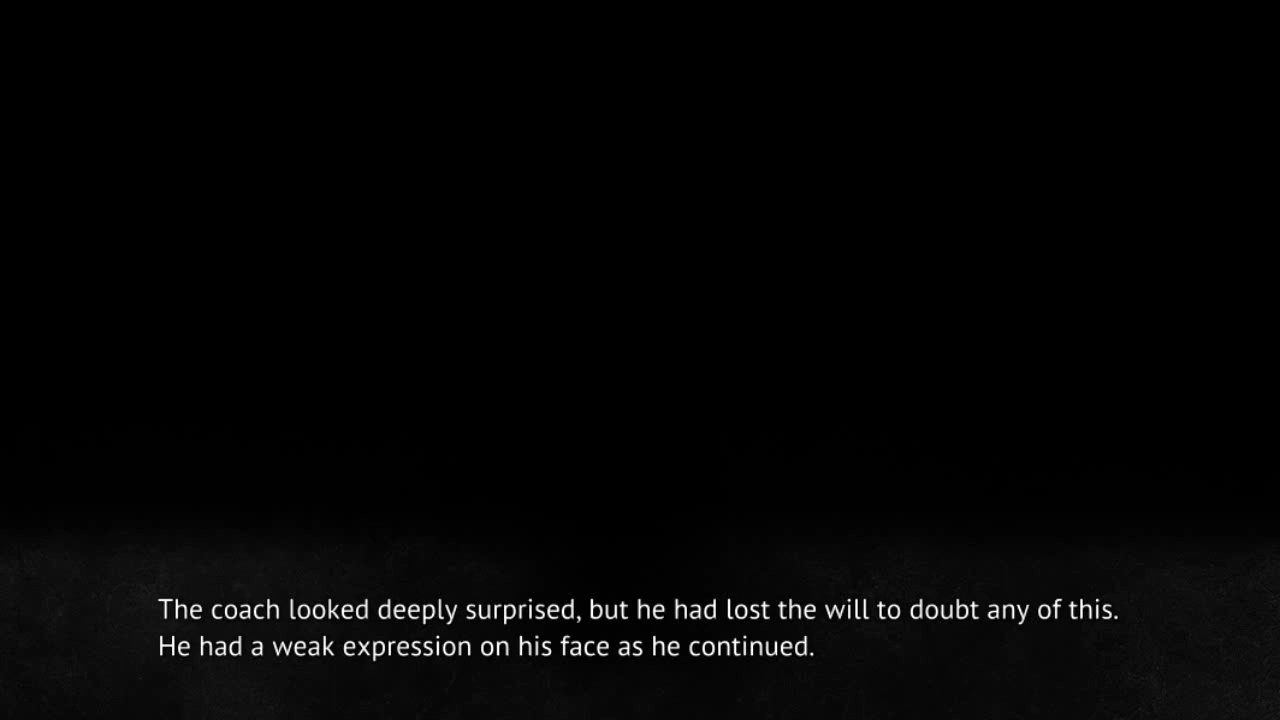 The coach looked deeply surprised, but he had lost the will to doubt any of this.
He had a weak expression on his face as he continued.